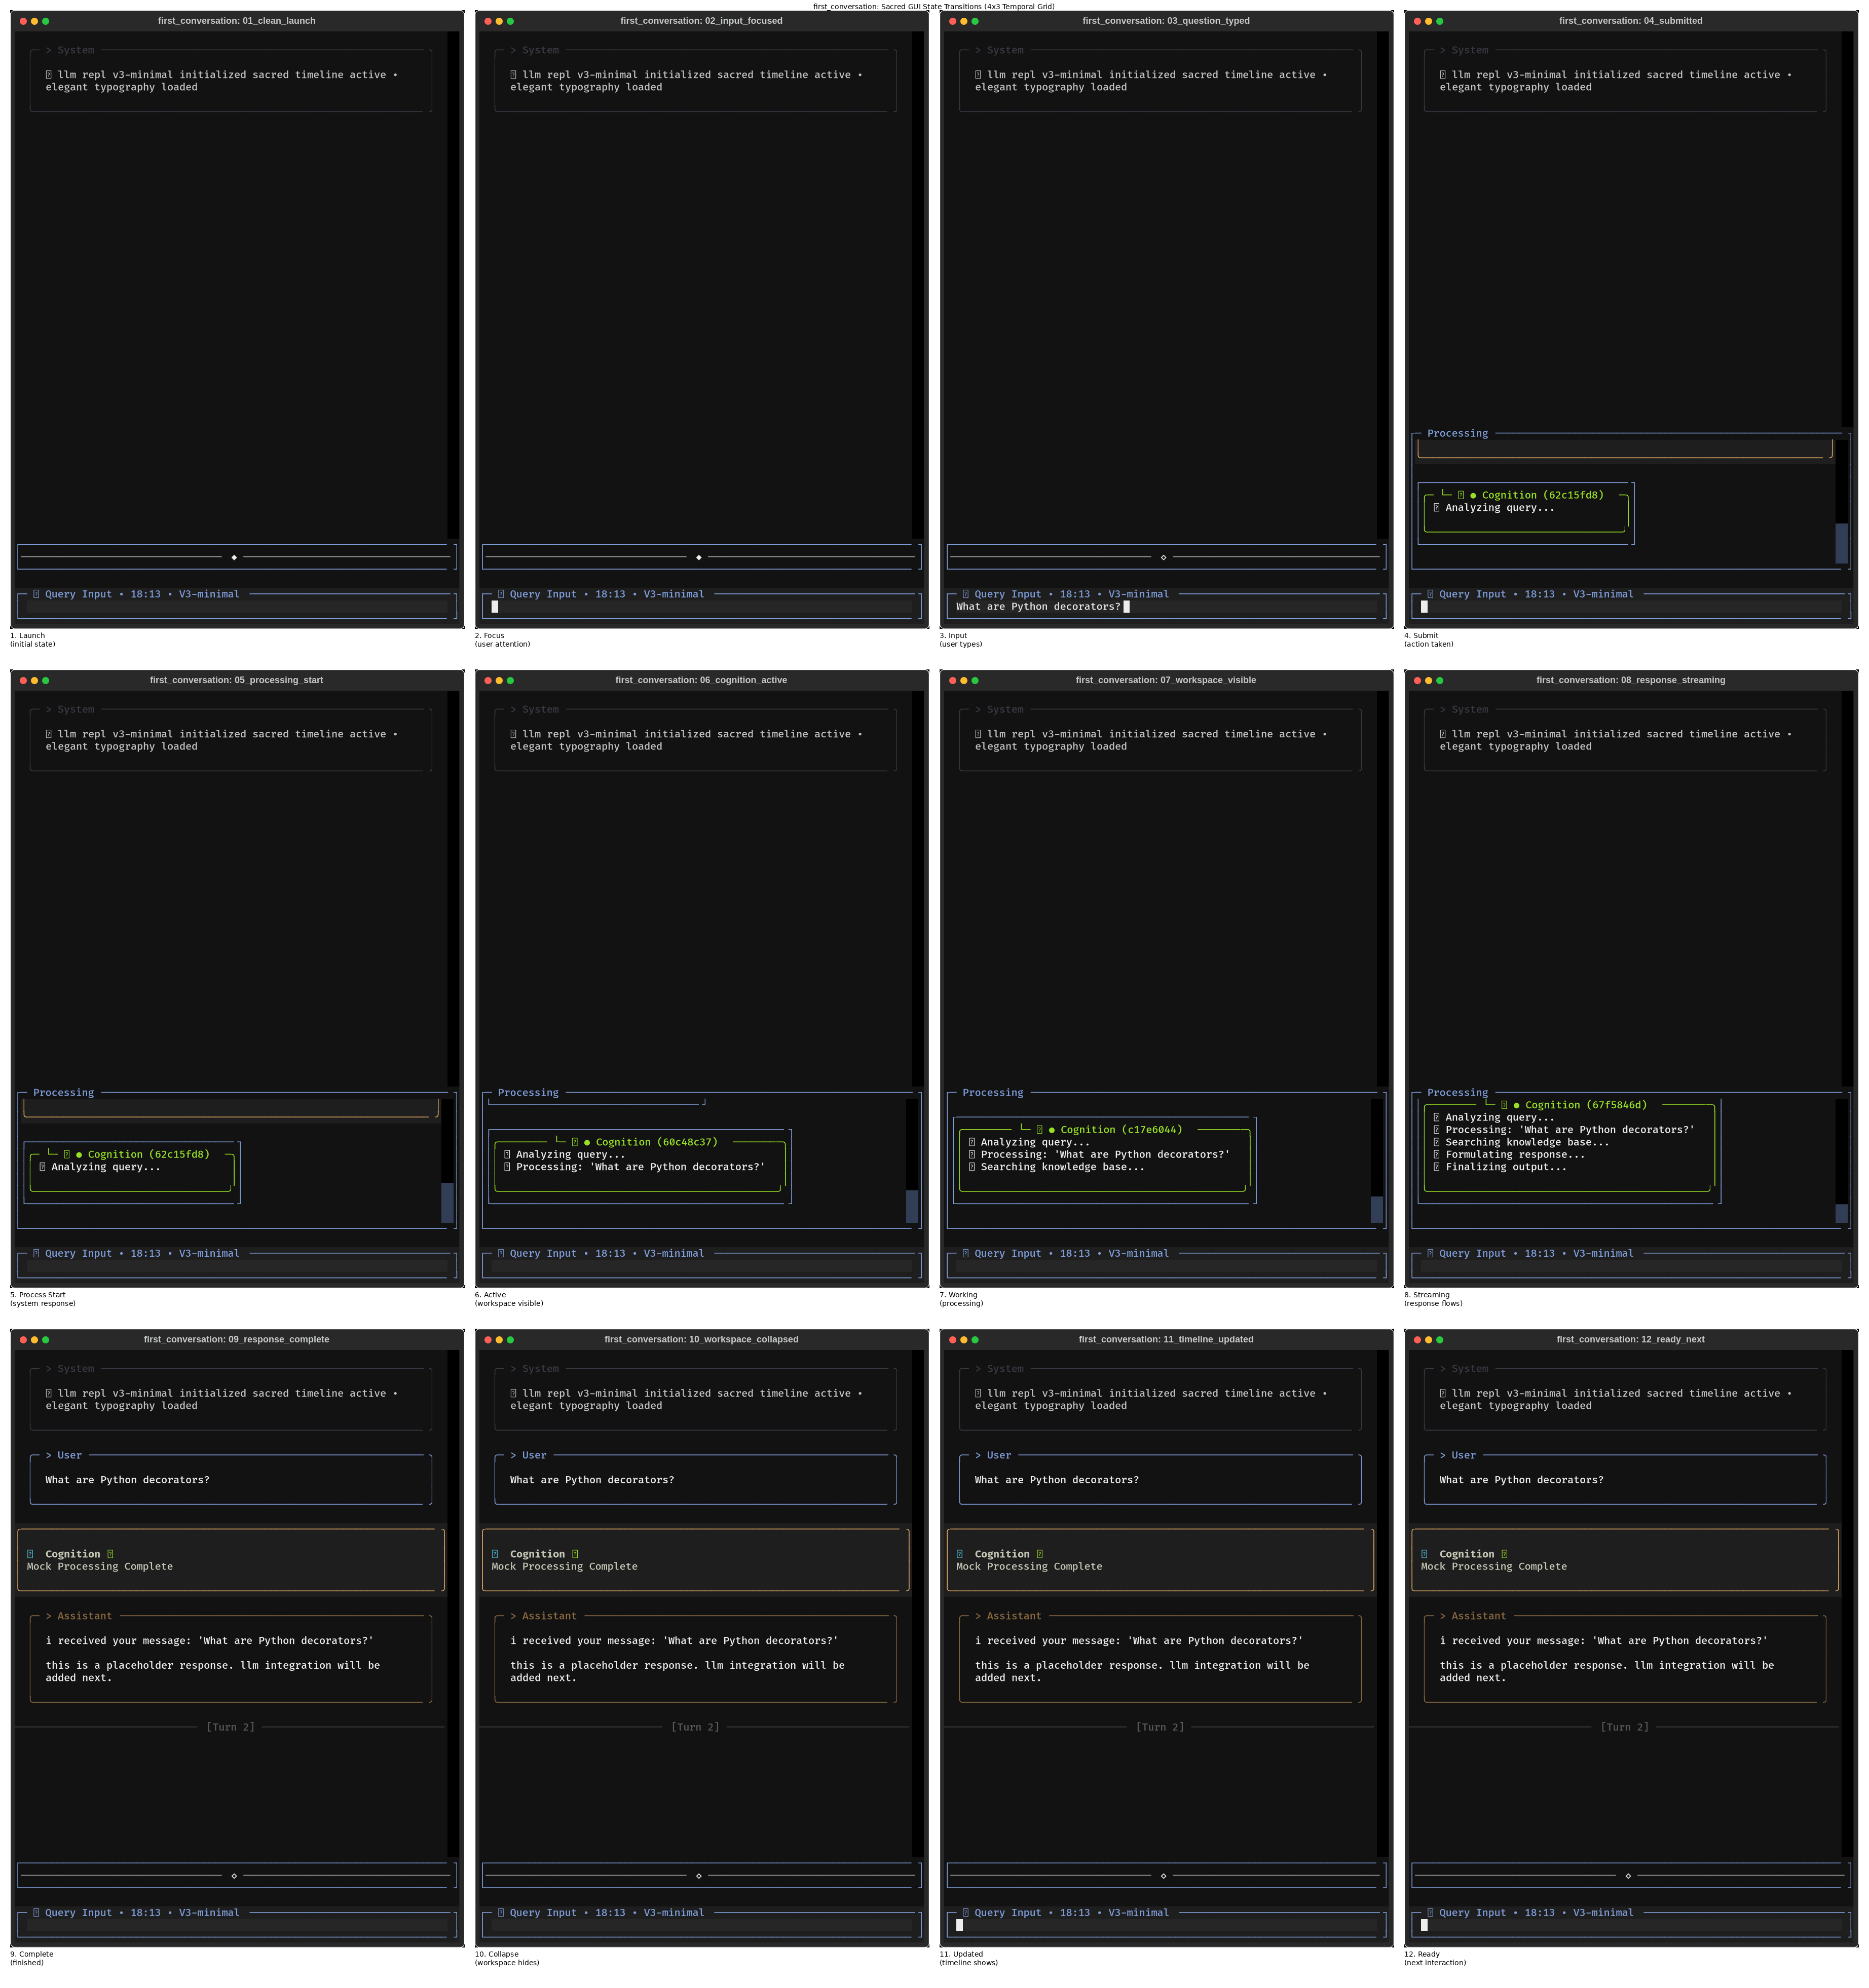 first_conversation: Sacred GUI State Transitions (4x3 Temporal Grid)
first_conversation: 01_clean_launch
> System
llm repl v3-minimal initialized sacred timeline active •
elegant typography loaded
Query Input • 18:13 • V3-minimal
1. Launch
(initial state)
first_conversation: 02_input_focused
> System
llm repl v3-minimal initialized sacred timeline active •
elegant typography loaded
Query Input • 18:13 • V3-minimal
2. Focus
(user attention)
first_conversation: 03_question_typed
> System
llm repl v3-minimal initialized sacred timeline active •
elegant typography loaded
Query Input • 18:13 • V3-minimal
What are Python decorators?
3. Input
(user types)
first_conversation: 04_submitted
> System
llm repl v3-minimal initialized sacred timeline active •
elegant typography loaded
Processing
● Cognition (62c15fd8)
Analyzing query...
Query Input • 18:13 • V3-minimal
4. Submit
(action taken)
first_conversation: 05_processing_start
> System
llm repl v3-minimal initialized sacred timeline active •
elegant typography loaded
Processing
● Cognition (62c15fd8)
Analyzing query...
Query Input • 18:13 • V3-minimal
5. Process Start
(system response)
first_conversation: 06_cognition_active
> System
llm repl v3-minimal initialized sacred timeline active •
elegant typography loaded
Processing
● Cognition (60c48c37)
Analyzing query...
Processing: 'What are Python decorators?'
Query Input • 18:13 • V3-minimal
6. Active
(workspace visible)
first_conversation: 07_workspace_visible
> System
llm repl v3-minimal initialized sacred timeline active •
elegant typography loaded
Processing
● Cognition (c17e6044)
Analyzing query...
Processing: 'What are Python decorators?'
Searching knowledge base...
Query Input • 18:13 • V3-minimal
7. Working
(processing)
first_conversation: 08_response_streaming
> System
llm repl v3-minimal initialized sacred timeline active •
elegant typography loaded
Processing
● Cognition (67f5846d)
Analyzing query...
Processing: 'What are Python decorators?'
Searching knowledge base...
Formulating response...
Finalizing output...
Query Input • 18:13 • V3-minimal
8. Streaming
(response flows)
first_conversation: 09_response_complete
> System
llm repl v3-minimal initialized sacred timeline active •
elegant typography loaded
> User
What are Python decorators?
Cognition
Mock Processing Complete
> Assistant
i received your message: 'What are Python decorators?'
this is a placeholder response. llm integration will be
added next.
[Turn 2]
Query Input • 18:13 • V3-minimal
9. Complete
(finished)
first_conversation: 10_workspace_collapsed
> System
llm repl v3-minimal initialized sacred timeline active •
elegant typography loaded
> User
What are Python decorators?
Cognition
Mock Processing Complete
> Assistant
i received your message: 'What are Python decorators?'
this is a placeholder response. llm integration will be
added next.
[Turn 2]
Query Input • 18:13 • V3-minimal
10. Collapse
(workspace hides)
first_conversation: 11_timeline_updated
> System
llm repl v3-minimal initialized sacred timeline active •
elegant typography loaded
> User
What are Python decorators?
Cognition
Mock Processing Complete
> Assistant
i received your message: 'What are Python decorators?'
this is a placeholder response. llm integration will be
added next.
[Turn 2]
Query Input • 18:13 • V3-minimal
11. Updated
(timeline shows)
first_conversation: 12_ready_next
> System
llm repl v3-minimal initialized sacred timeline active •
elegant typography loaded
> User
What are Python decorators?
Cognition
Mock Processing Complete
> Assistant
i received your message: 'What are Python decorators?'
this is a placeholder response. llm integration will be
added next.
[Turn 2]
Query Input • 18:13 • V3-minimal
12. Ready
(next interaction)